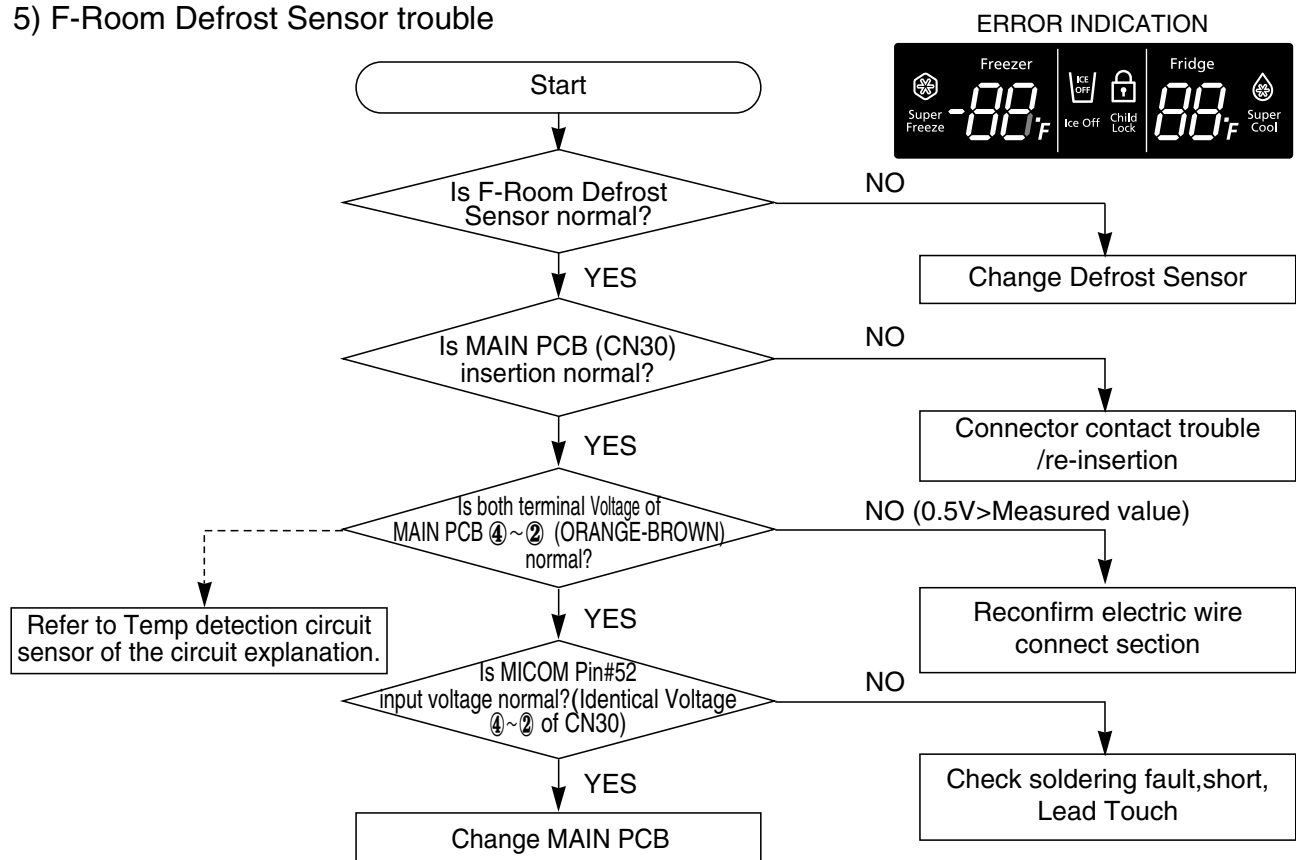 5) F-Room Defrost Sensor trouble
ERROR INDICATION
Freezer
Fridge
Super
Freeze
-88°F
ICE
OFF
Ice Off
Child
Lock
88°F
Super
Cool
Start
Is F-Room Defrost
Sensor normal?
NO
Change Defrost Sensor
YES
Is MAIN PCB (CN30)
insertion normal?
NO
Connector contact trouble
/re-insertion
YES
Is both terminal Voltage of
MAIN PCB ④~② (ORANGE-BROWN)
normal?
NO (0.5V>Measured value)
Reconfirm electric wire
connect section
Refer to Temp detection circuit
sensor of the circuit explanation.
YES
Is MICOM Pin#52
input voltage normal?(Identical Voltage
④~② of CN30)
NO
Check soldering fault,short,
Lead Touch
YES
Change MAIN PCB